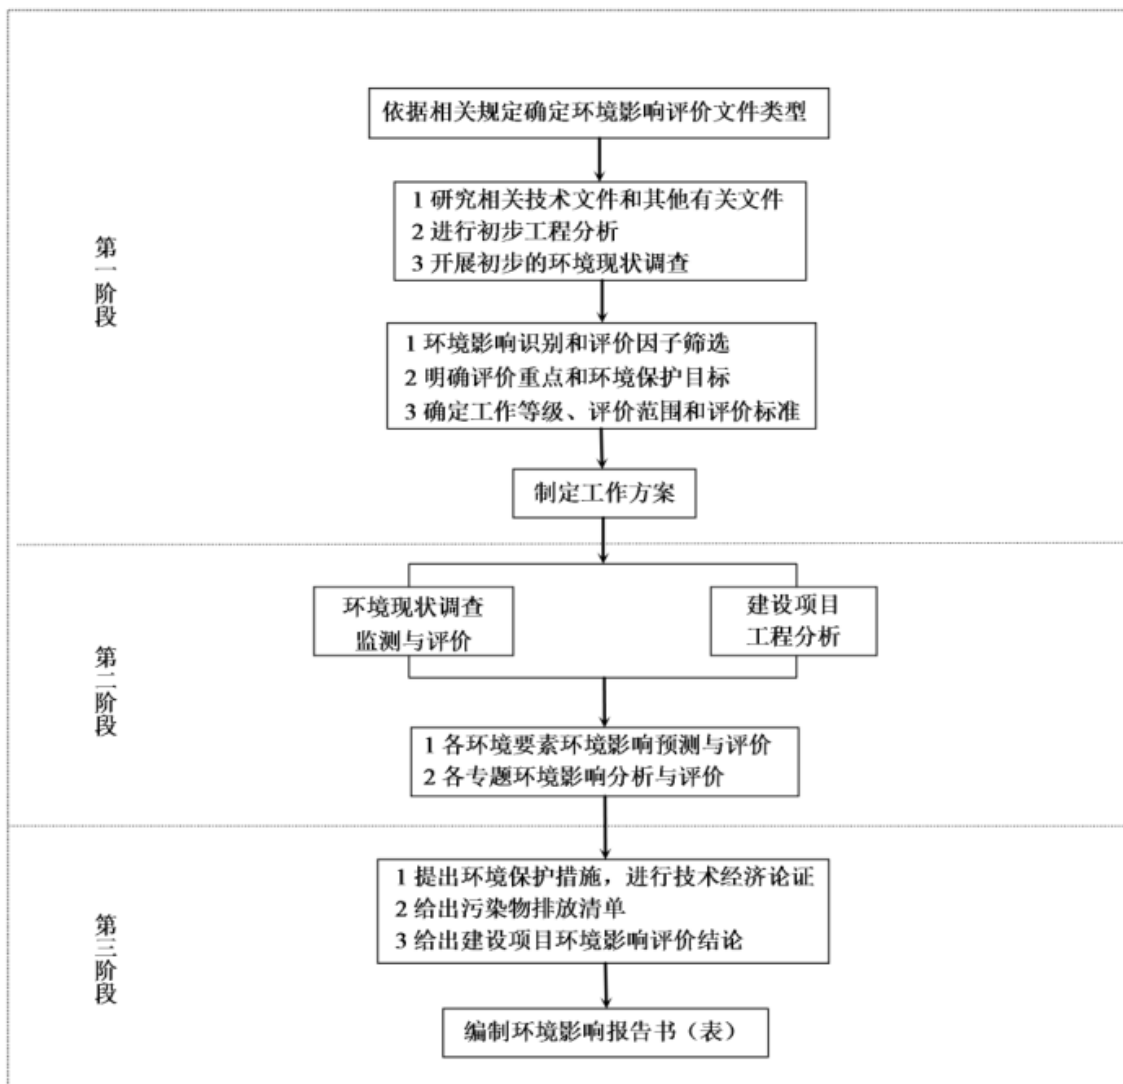 依据相关规定确定环境影响评价文件类型
1 研究相关技术文件和其他有关文件
2 进行初步工程分析
3 开展初步的环境现状调查
第一阶段
1 环境影响识别和评价因子筛选
2 明确评价重点和环境保护目标
3 确定工作等级、评价范围和评价标准
制定工作方案
环境现状调查
监测与评价
建设项目
工程分析
第二阶段
1 各环境要素环境影响预测与评价
2 各专题环境影响分析与评价
1 提出环境保护措施，进行技术经济论证
2 给出污染物排放清单
3 给出建设项目环境影响评价结论
第三阶段
编制环境影响报告书（表）